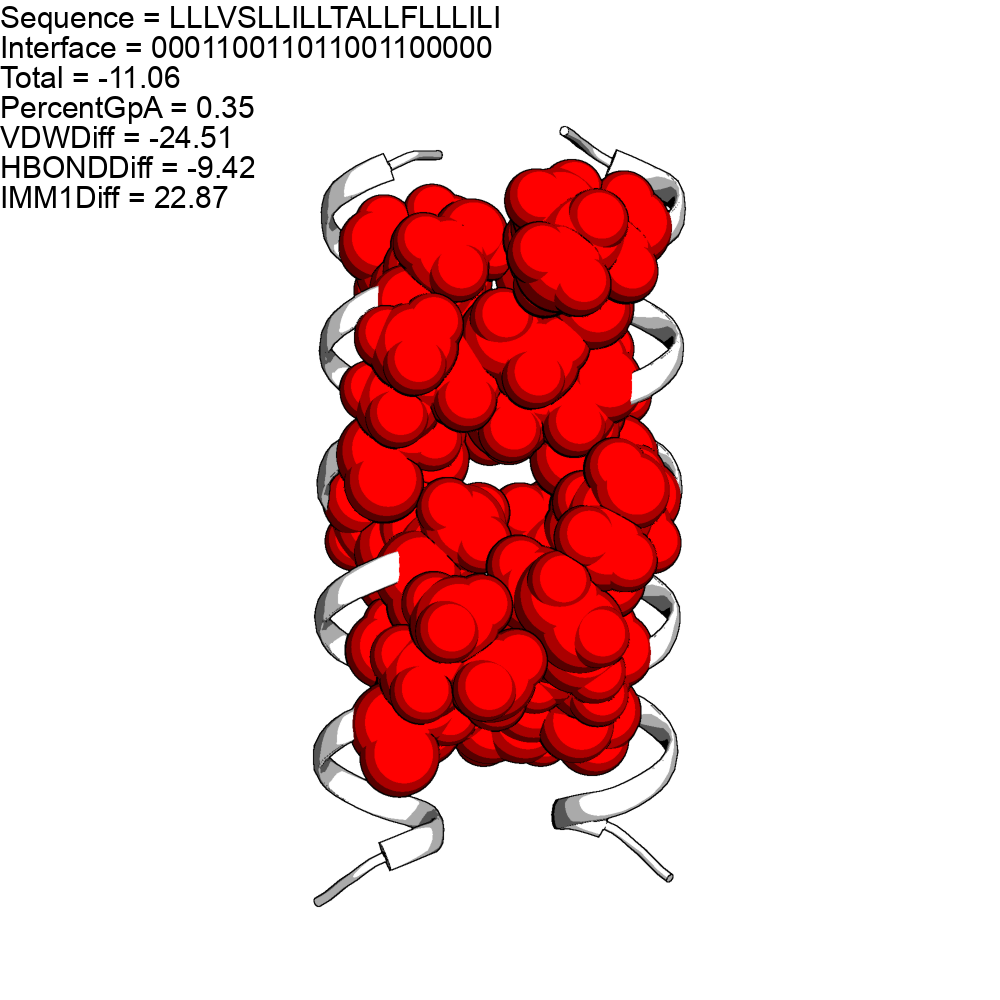 Sequence = LLLVSLLILLTALLFLLLILI
Interface = 000110011011001100000
Total = -11.06
PercentGpA = 0.35
VDWDiff = -24.51
HBONDDiff = -9.42
IMM1Diff = 22.87